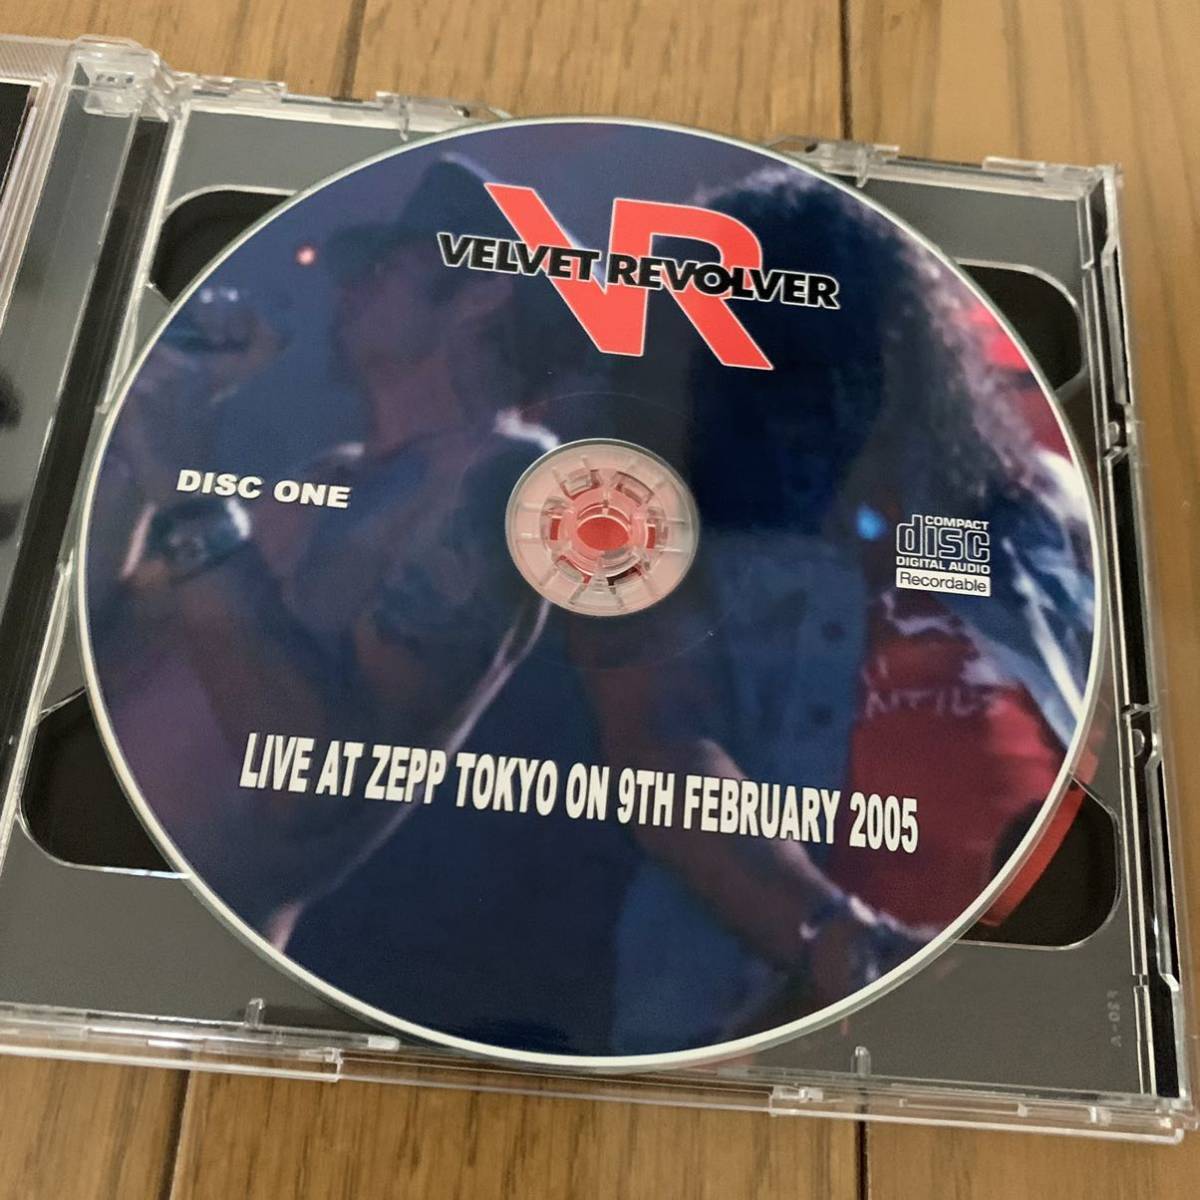 VR
VELVET REVOLVER
DISC ONE
COMPACT
disc
DIGITAL AUDIO
Recordable
LIVE AT ZEPP TOKYO ON 9TH FEBRUARY 2005